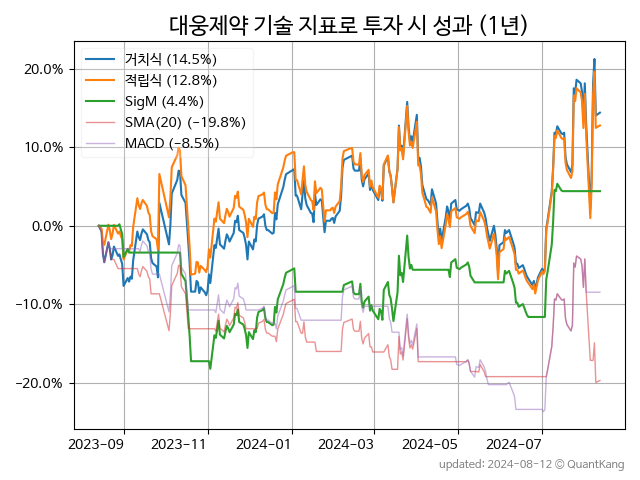 대웅제약 기술 지표로 투자 시 성과 (1년)
거치식 (14.5%)
적립식 (12.8%)
SigM (4.4%)
SMA(20) (−19.8%)
MACD (−8.5%)
20.0%
10.0%
0.0%
−10.0%
−20.0%
2023−09 2023−11 2024−01 2024−03 2024−05 2024−07
updated: 2024-08-12 © QuantKang